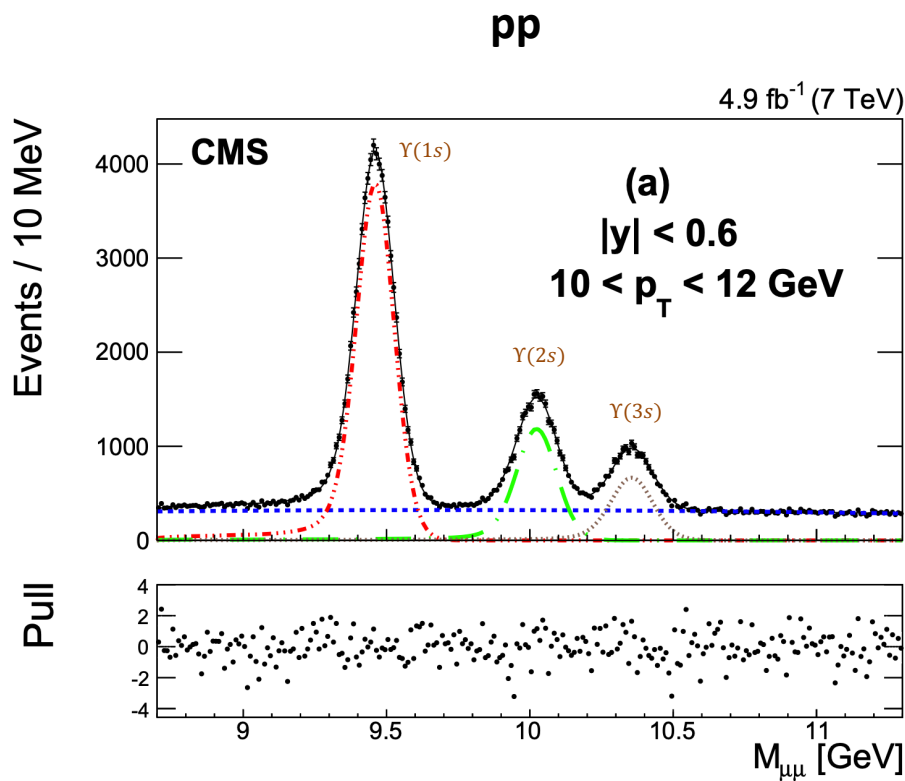 pp
4.9 fb⁻¹ (7 TeV)
CMS
ϒ(1s)
(a)
|y| < 0.6
10 < p_T < 12 GeV
ϒ(2s)
ϒ(3s)
Events / 10 MeV
4000
3000
2000
1000
0
Pull
4
2
0
-2
-4
9
9.5
10
10.5
11
M_μμ [GeV]